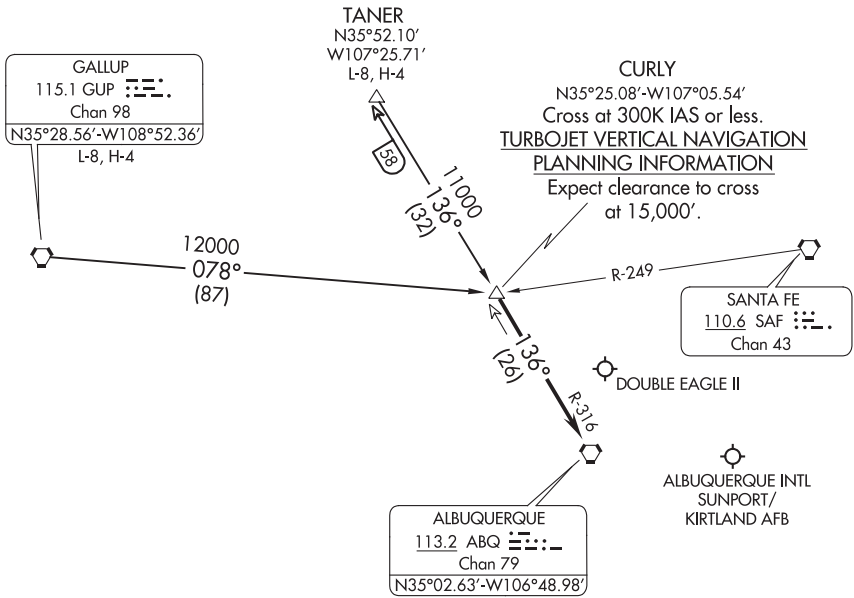 TANER
N35°52.10'
W107°25.71'
L-8, H-4
GALLUP
115.1 GUP
Chan 98
N35°28.56'-W108°52.36'
L-8, H-4
CURLY
N35°25.08'-W107°05.54'
Cross at 300K IAS or less.
TURBOJET VERTICAL NAVIGATION
PLANNING INFORMATION
Expect clearance to cross
at 15,000'.
58
11000
136°
(32)
12000
078°
(87)
R-249
SANTA FE
110.6 SAF
Chan 43
136°
(26)
R-316
DOUBLE EAGLE II
ALBUQUERQUE INTL
SUNPORT/
KIRTLAND AFB
ALBUQUERQUE
113.2 ABQ
Chan 79
N35°02.63'-W106°48.98'